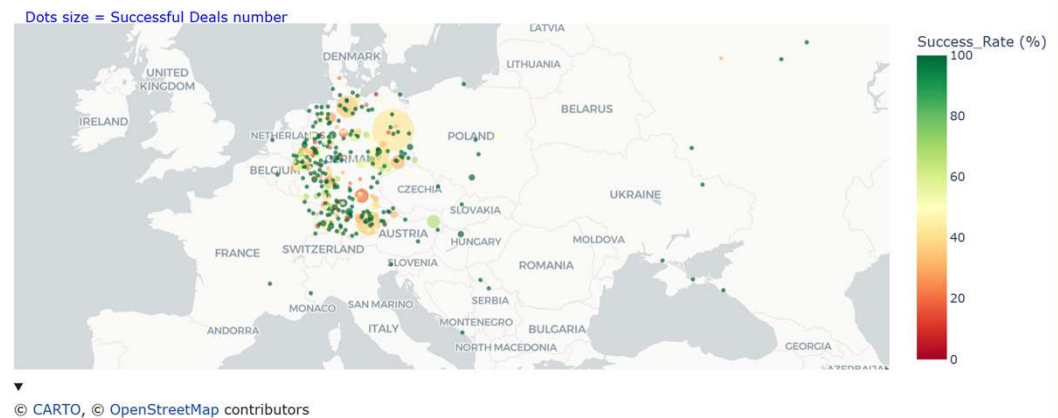 Dots size = Successful Deals number
Success_Rate (%)
LATVIA
DENMARK
LITHUANIA
UNITED
KINGDOM
BELARUS
IRELAND
NETHERLANDS
POLAND
GERMANY
BELGIUM
CZECHIA
UKRAINE
SLOVAKIA
AUSTRIA
HUNGARY
MOLDOVA
FRANCE
SWITZERLAND
SLOVENIA
ROMANIA
SERBIA
MONACO
SAN MARINO
MONTENEGRO
ANDORRA
ITALY
BULGARIA
NORTH MACEDONIA
GEORGIA
100
80
60
40
20
0
© CARTO, © OpenStreetMap contributors